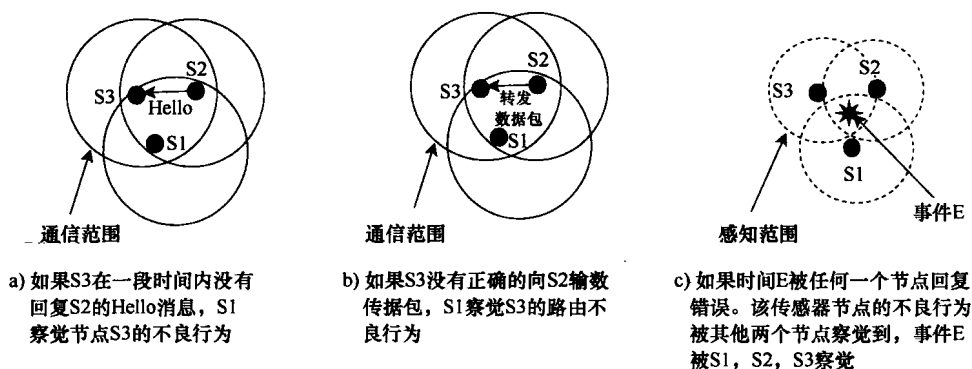 S3
S2
Hello
S1
通信范围
a) 如果S3在一段时间内没有
回复S2的Hello消息，S1
察觉节点S3的不良行为
S3
S2
转发
数据包
S1
通信范围
b) 如果S3没有正确的向S2输数
传据包，S1察觉S3的路由不
良行为
S3
S2
S1
感知范围
事件E
c) 如果时间E被任何一个节点回复
错误。该传感器节点的不良行为
被其他两个节点察觉到，事件E
被S1，S2，S3察觉